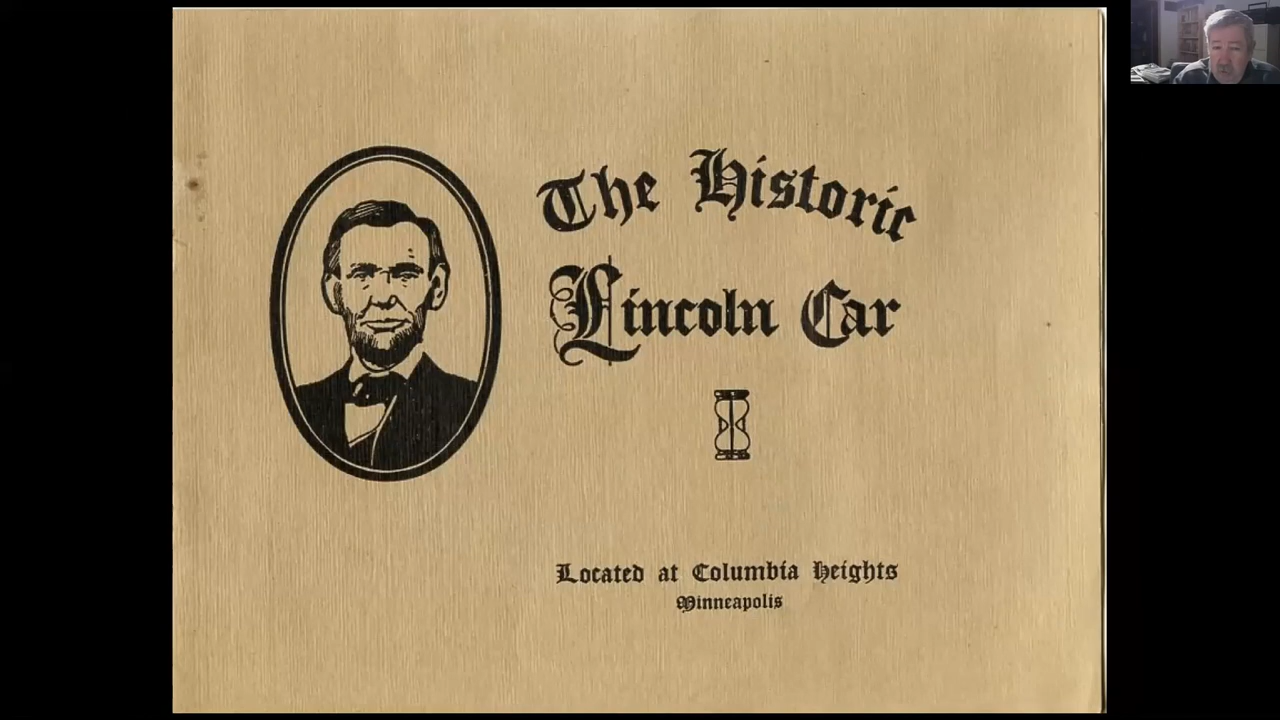 The Historic
Lincoln Car
Located at Columbia Heights
Minneapolis